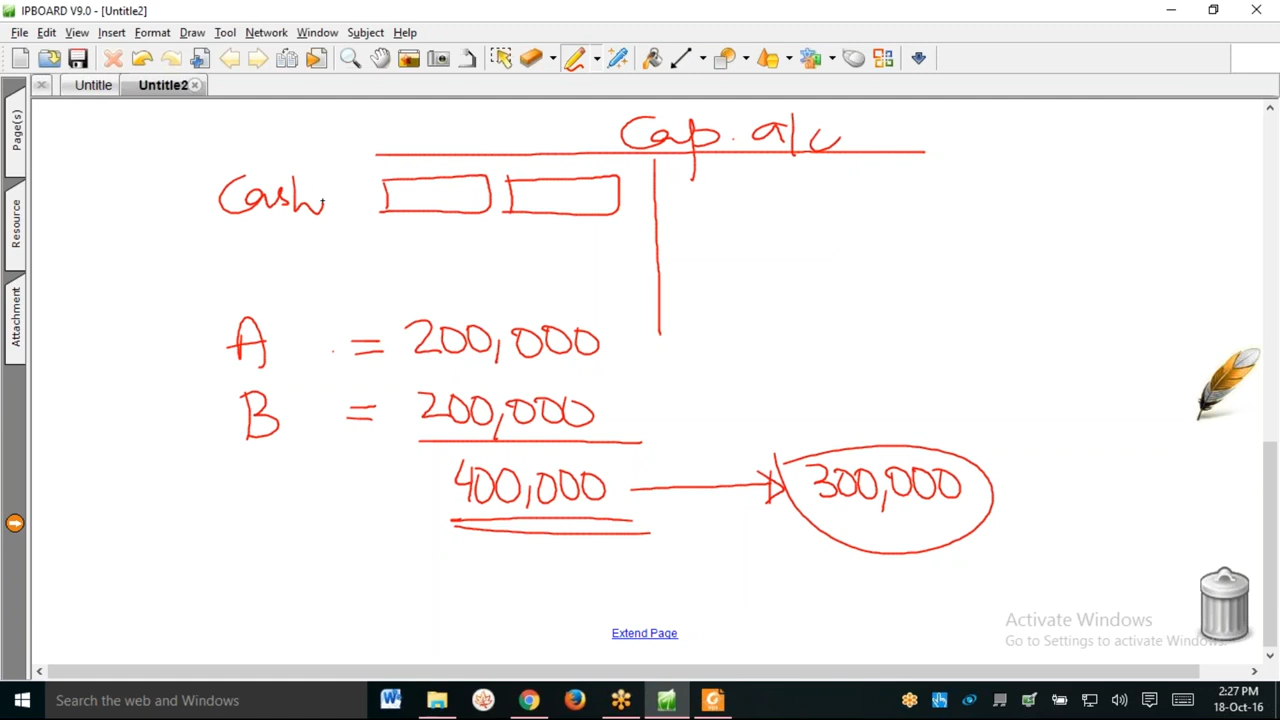 IPBOARD V9.0 - [Untitle2]
File Edit View Insert Format Draw Tool Network Window Subject Help
Untitle Untitle2
Page(s)
Resource
Attachment
Cap. a/c
Cash
A = 200,000
B = 200,000
400,000 300,000
Extend Page
Activate Windows
Go to Settings to activate Windows.
Search the web and Windows
2:27 PM
18-Oct-16